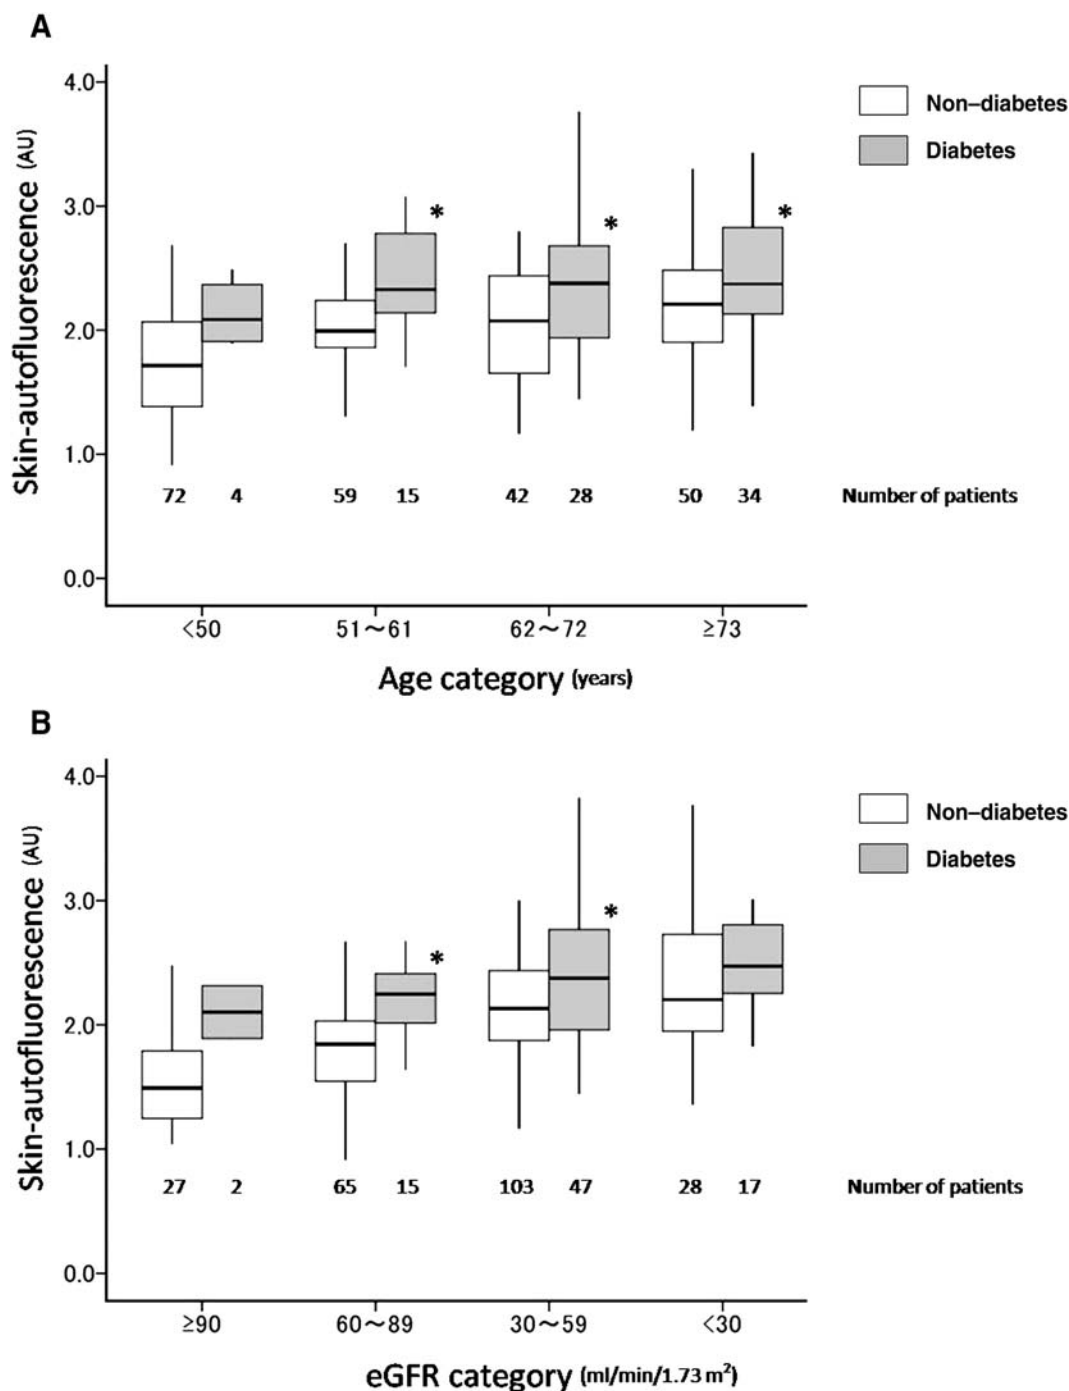 A
4.0
Non–diabetes
Diabetes
3.0
* * *
2.0
1.0
Skin-autofluorescence (AU)
72 4 59 15 42 28 50 34 Number of patients
0.0
<50 51~61 62~72 ≥73
Age category (years)
B
4.0
Non–diabetes
Diabetes
3.0
* *
2.0
1.0
Skin-autofluorescence (AU)
27 2 65 15 103 47 28 17 Number of patients
0.0
≥90 60~89 30~59 <30
eGFR category (ml/min/1.73 m²)